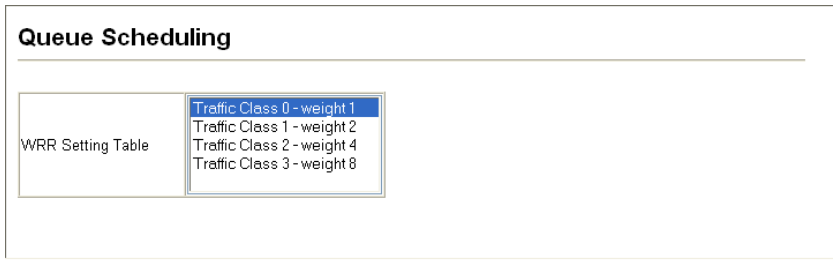 Queue Scheduling
WRR Setting Table
Traffic Class 0 - weight 1
Traffic Class 1 - weight 2
Traffic Class 2 - weight 4
Traffic Class 3 - weight 8